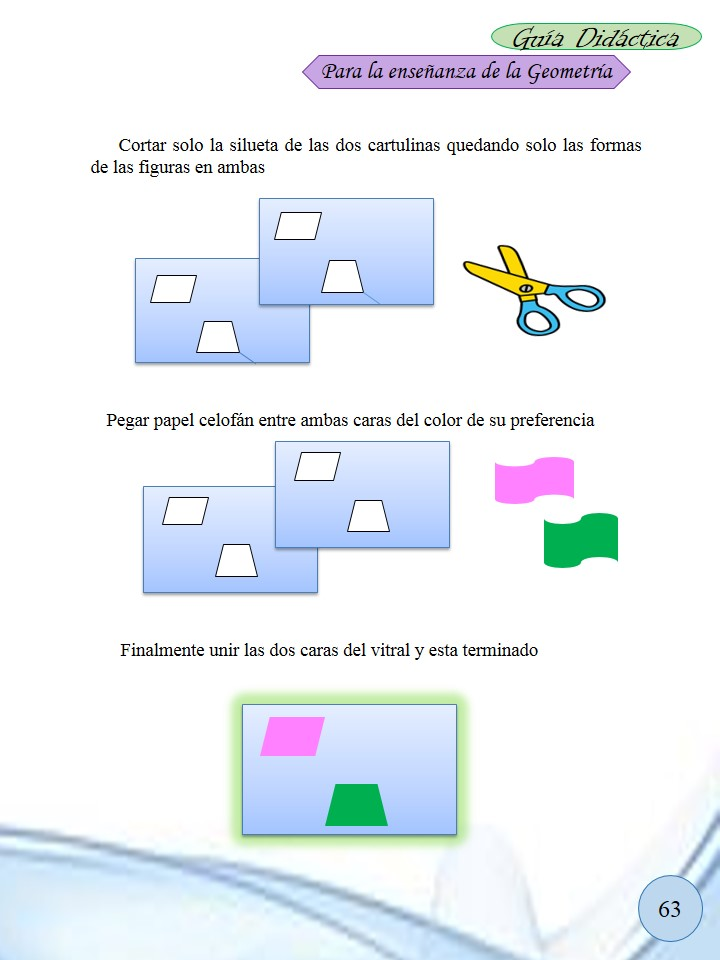 Guía Didáctica
Para la enseñanza de la Geometría
Cortar solo la silueta de las dos cartulinas quedando solo las formas
de las figuras en ambas
Pegar papel celofán entre ambas caras del color de su preferencia
Finalmente unir las dos caras del vitral y esta terminado
63